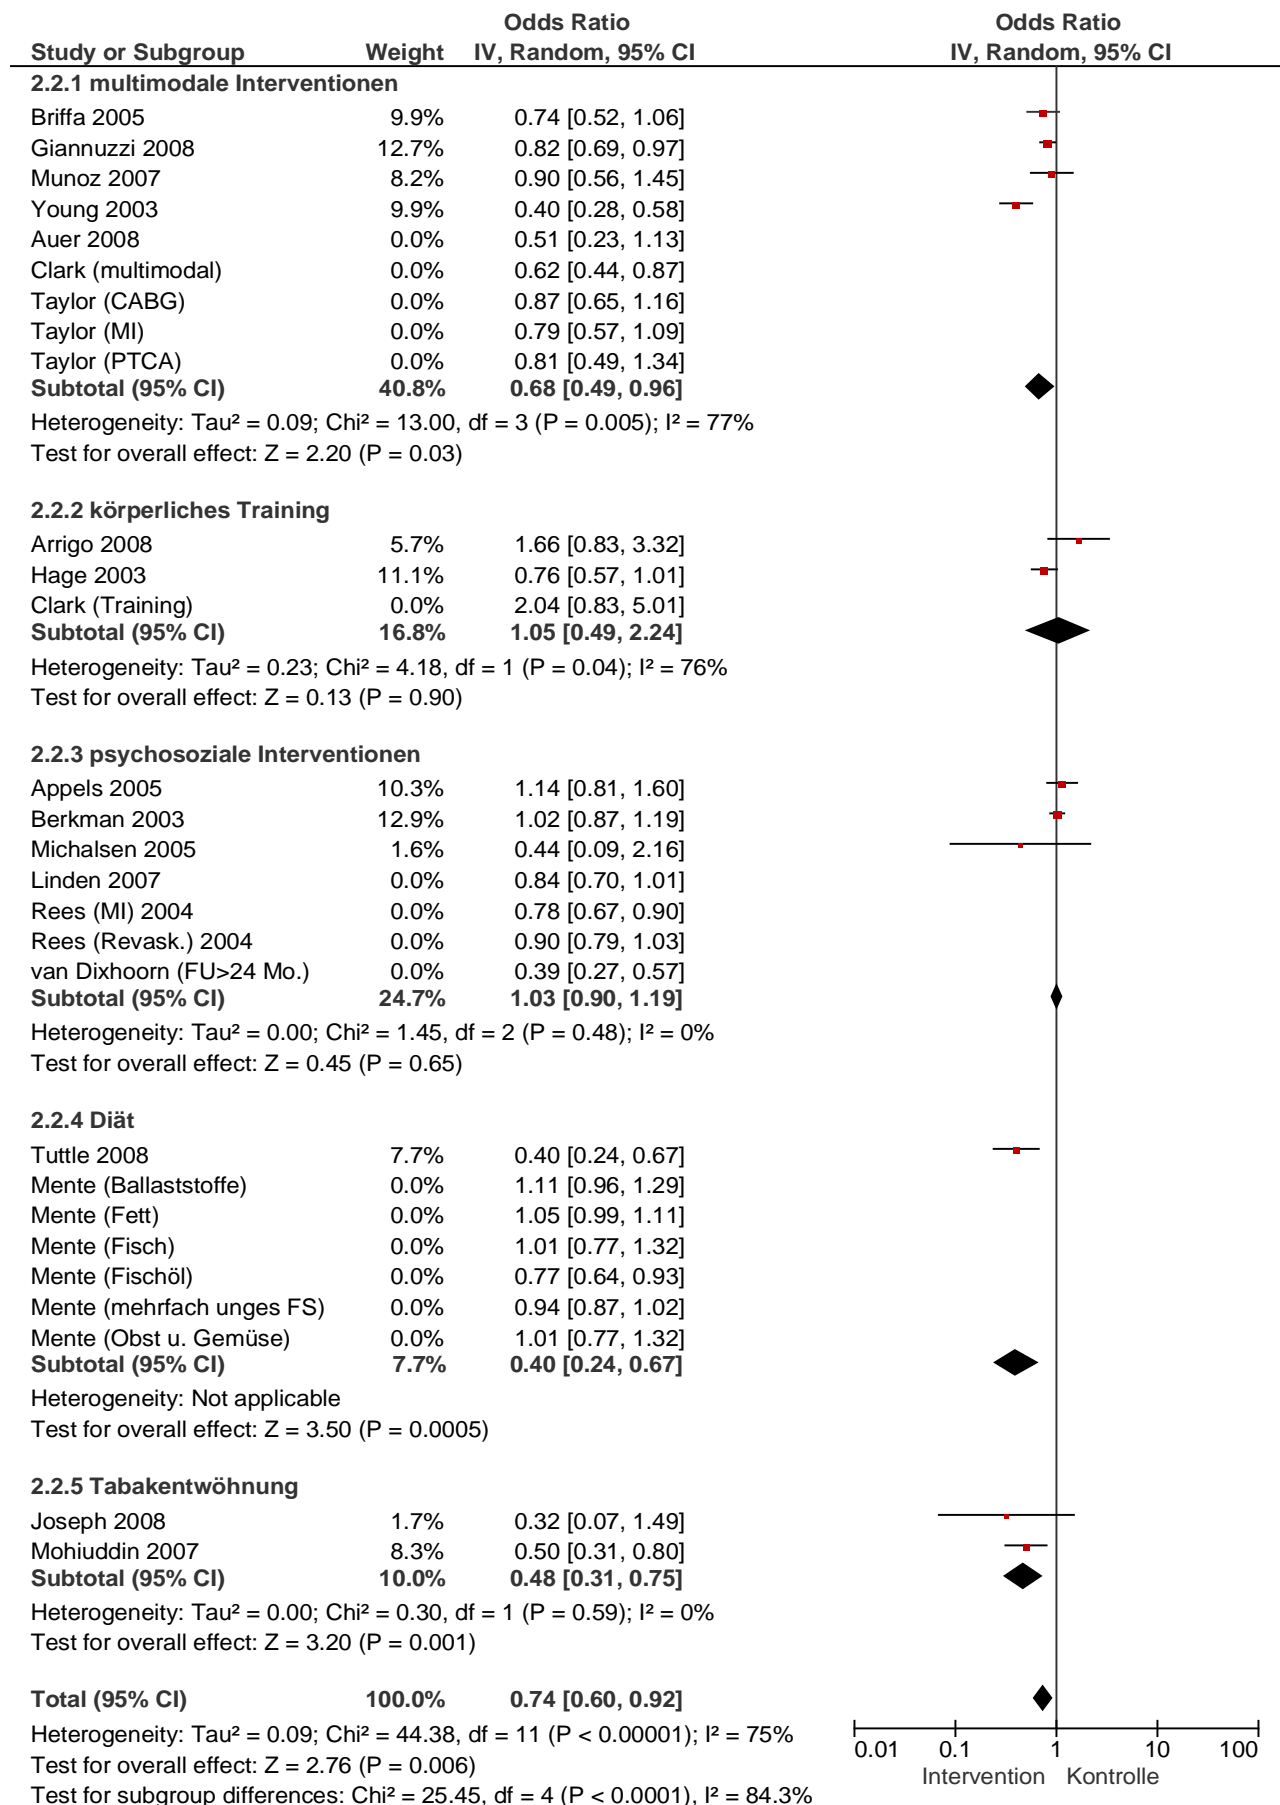 Odds Ratio Odds Ratio
Study or Subgroup Weight IV, Random, 95% CI IV, Random, 95% CI
2.2.1 multimodale Interventionen
Briffa 2005 9.9% 0.74 [0.52, 1.06]
Giannuzzi 2008 12.7% 0.82 [0.69, 0.97]
Munoz 2007 8.2% 0.90 [0.56, 1.45]
Young 2003 9.9% 0.40 [0.28, 0.58]
Auer 2008 0.0% 0.51 [0.23, 1.13]
Clark (multimodal) 0.0% 0.62 [0.44, 0.87]
Taylor (CABG) 0.0% 0.87 [0.65, 1.16]
Taylor (MI) 0.0% 0.79 [0.57, 1.09]
Taylor (PTCA) 0.0% 0.81 [0.49, 1.34]
Subtotal (95% CI) 40.8% 0.68 [0.49, 0.96]
Heterogeneity: Tau² = 0.09; Chi² = 13.00, df = 3 (P = 0.005); I² = 77%
Test for overall effect: Z = 2.20 (P = 0.03)
2.2.2 körperliches Training
Arrigo 2008 5.7% 1.66 [0.83, 3.32]
Hage 2003 11.1% 0.76 [0.57, 1.01]
Clark (Training) 0.0% 2.04 [0.83, 5.01]
Subtotal (95% CI) 16.8% 1.05 [0.49, 2.24]
Heterogeneity: Tau² = 0.23; Chi² = 4.18, df = 1 (P = 0.04); I² = 76%
Test for overall effect: Z = 0.13 (P = 0.90)
2.2.3 psychosoziale Interventionen
Appels 2005 10.3% 1.14 [0.81, 1.60]
Berkman 2003 12.9% 1.02 [0.87, 1.19]
Michalsen 2005 1.6% 0.44 [0.09, 2.16]
Linden 2007 0.0% 0.84 [0.70, 1.01]
Rees (MI) 2004 0.0% 0.78 [0.67, 0.90]
Rees (Revask.) 2004 0.0% 0.90 [0.79, 1.03]
van Dixhoorn (FU>24 Mo.) 0.0% 0.39 [0.27, 0.57]
Subtotal (95% CI) 24.7% 1.03 [0.90, 1.19]
Heterogeneity: Tau² = 0.00; Chi² = 1.45, df = 2 (P = 0.48); I² = 0%
Test for overall effect: Z = 0.45 (P = 0.65)
2.2.4 Diät
Tuttle 2008 7.7% 0.40 [0.24, 0.67]
Mente (Ballaststoffe) 0.0% 1.11 [0.96, 1.29]
Mente (Fett) 0.0% 1.05 [0.99, 1.11]
Mente (Fisch) 0.0% 1.01 [0.77, 1.32]
Mente (Fischöl) 0.0% 0.77 [0.64, 0.93]
Mente (mehrfach unges FS) 0.0% 0.94 [0.87, 1.02]
Mente (Obst u. Gemüse) 0.0% 1.01 [0.77, 1.32]
Subtotal (95% CI) 7.7% 0.40 [0.24, 0.67]
Heterogeneity: Not applicable
Test for overall effect: Z = 3.50 (P = 0.0005)
2.2.5 Tabakentwöhnung
Joseph 2008 1.7% 0.32 [0.07, 1.49]
Mohiuddin 2007 8.3% 0.50 [0.31, 0.80]
Subtotal (95% CI) 10.0% 0.48 [0.31, 0.75]
Heterogeneity: Tau² = 0.00; Chi² = 0.30, df = 1 (P = 0.59); I² = 0%
Test for overall effect: Z = 3.20 (P = 0.001)
Total (95% CI) 100.0% 0.74 [0.60, 0.92]
Heterogeneity: Tau² = 0.09; Chi² = 44.38, df = 11 (P < 0.00001); I² = 75%
Test for overall effect: Z = 2.76 (P = 0.006)
Test for subgroup differences: Chi² = 25.45, df = 4 (P < 0.0001), I² = 84.3%
0.01 0.1 1 10 100
Intervention Kontrolle